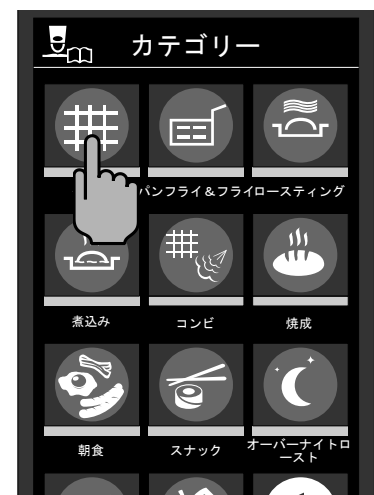 カテゴリー
パンフライ&フライ
ロースティング
煮込み
コンビ
焼成
朝食
スナック
オーバーナイトロ
ースト